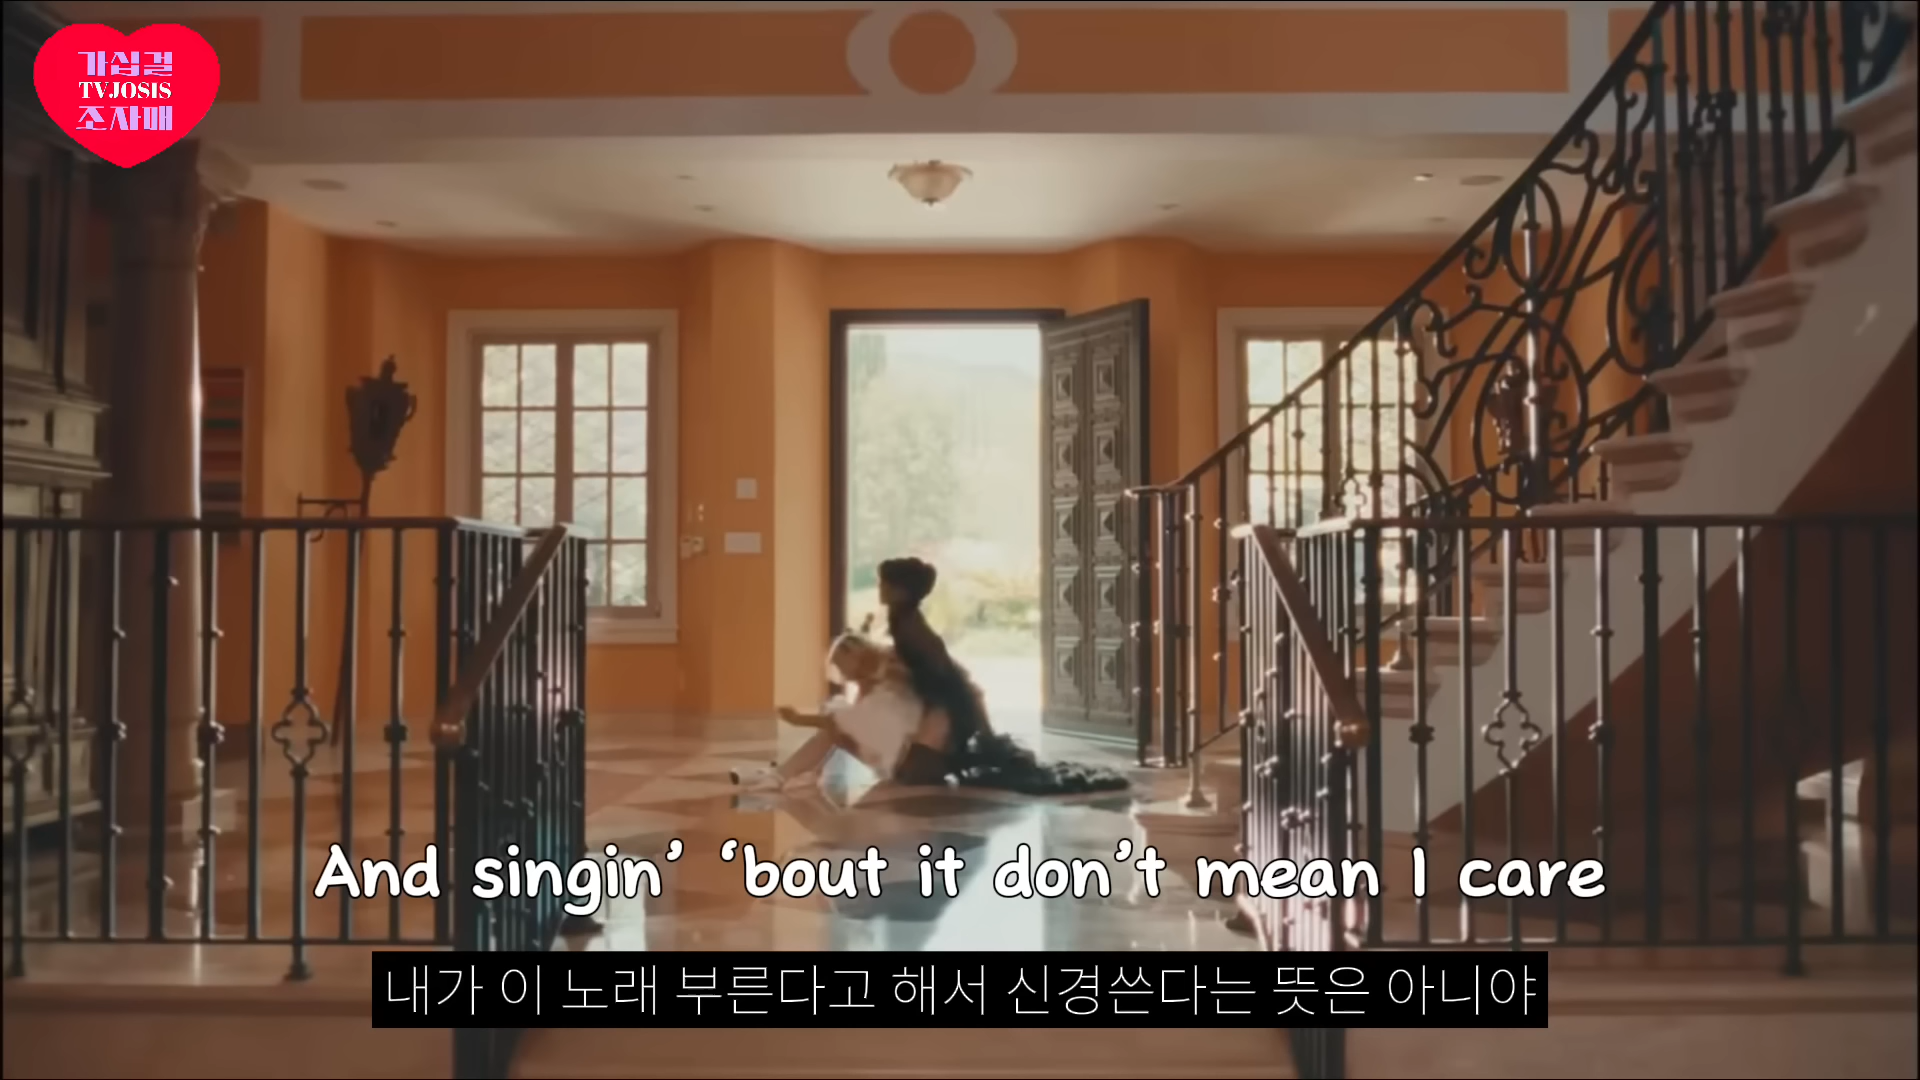 가십걸
TVJOSIS
조자매
And singin’ ‘bout it don’t mean I care
내가 이 노래 부른다고 해서 신경쓴다는 뜻은 아니야